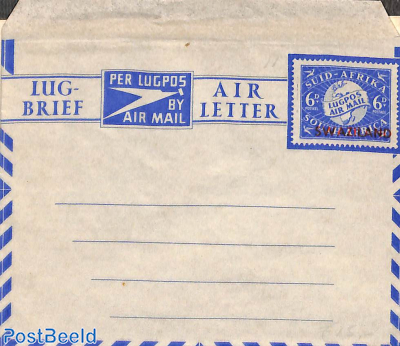 LUG-
BRIEF
PER LUGPOS
BY
AIR MAIL
AIR
LETTER
SUID-AFRIKA
6D 6D
LUGPOS
AIR MAIL
SWAZILAND
SOUTH AFRICA
PostBeeld